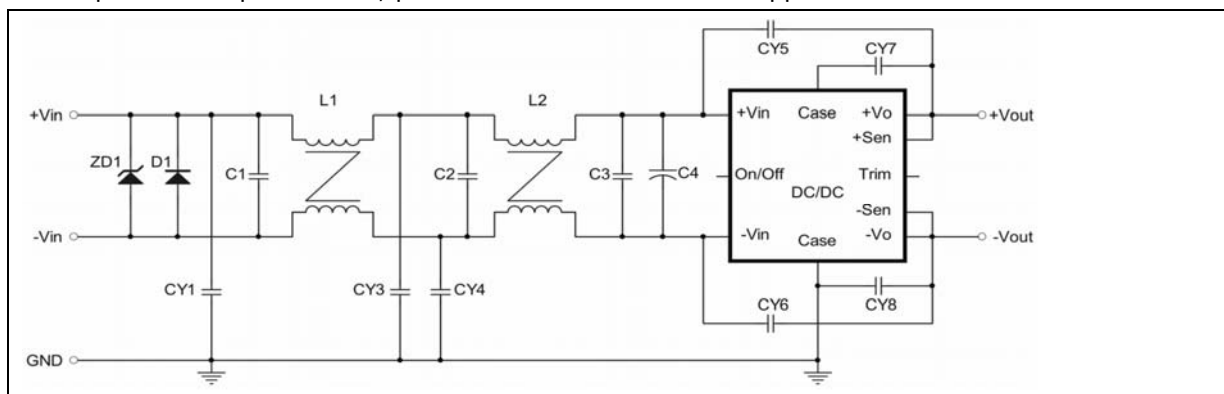 CY5
CY7
L1
L2
+Vin
+Vin
Case
+Vo
+Vout
+Sen
ZD1
D1
C1
C2
C3
C4
On/Off
Trim
DC/DC
-Sen
-Vin
-Vin
Case
-Vo
-Vout
CY1
CY3
CY4
CY6
CY8
GND